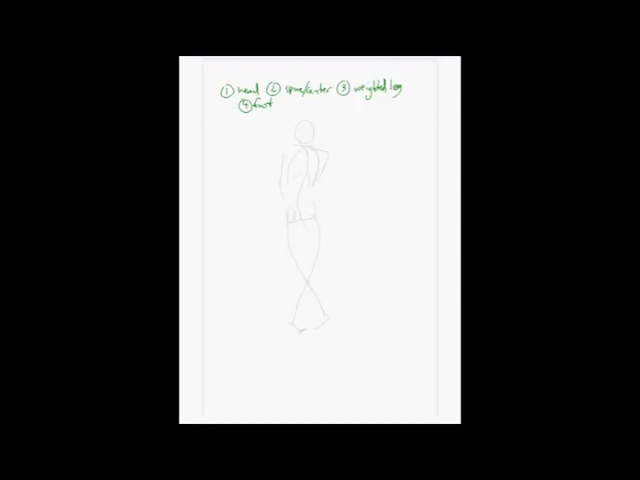 ① head ② spine/center ③ weighted leg
④ foot